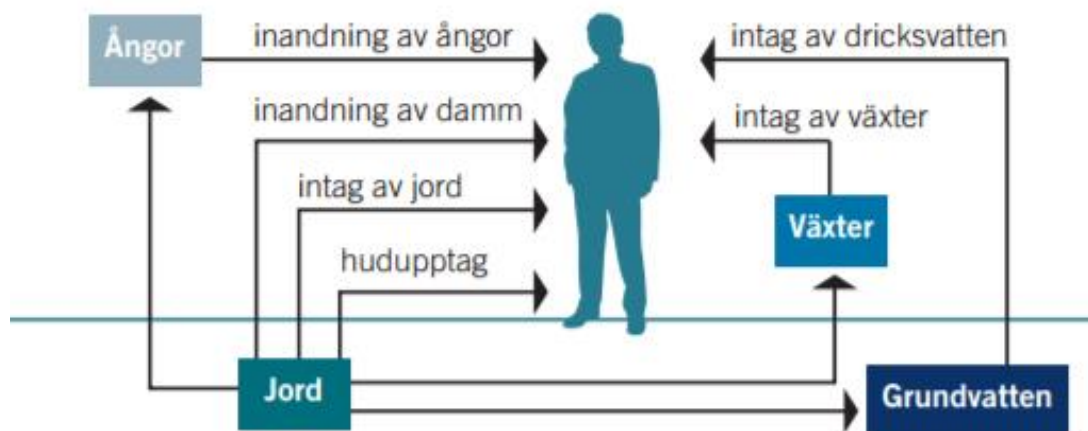 Ångor
inandning av ångor
intag av dricksvatten
inandning av damm
intag av växter
intag av jord
Växter
hudupptag
Jord
Grundvatten